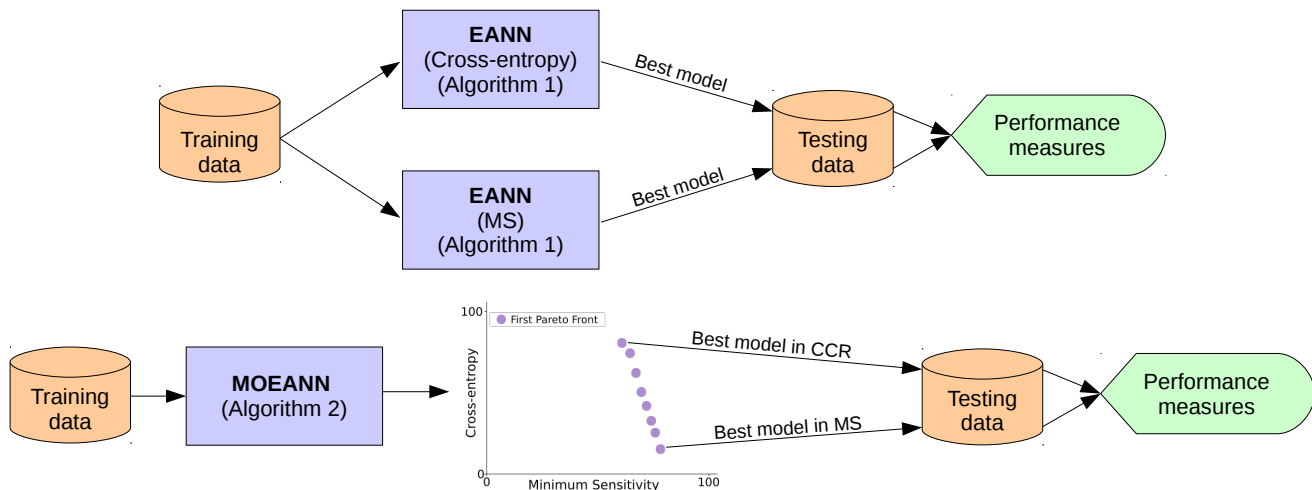 EANN
(Cross-entropy)
(Algorithm 1)
Best model
Training
data
Testing
data
Performance
measures
EANN
(MS)
(Algorithm 1)
Best model
100
First Pareto Front
Cross-entropy
0
0
Minimum Sensitivity
100
Training
data
MOEANN
(Algorithm 2)
Best model in CCR
Best model in MS
Testing
data
Performance
measures